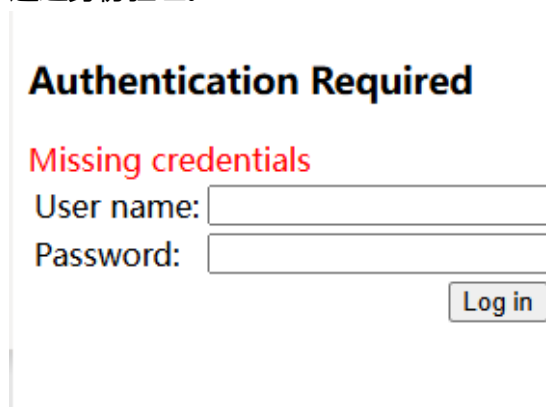 Authentication Required
Missing credentials
User name:
Password:
Log in